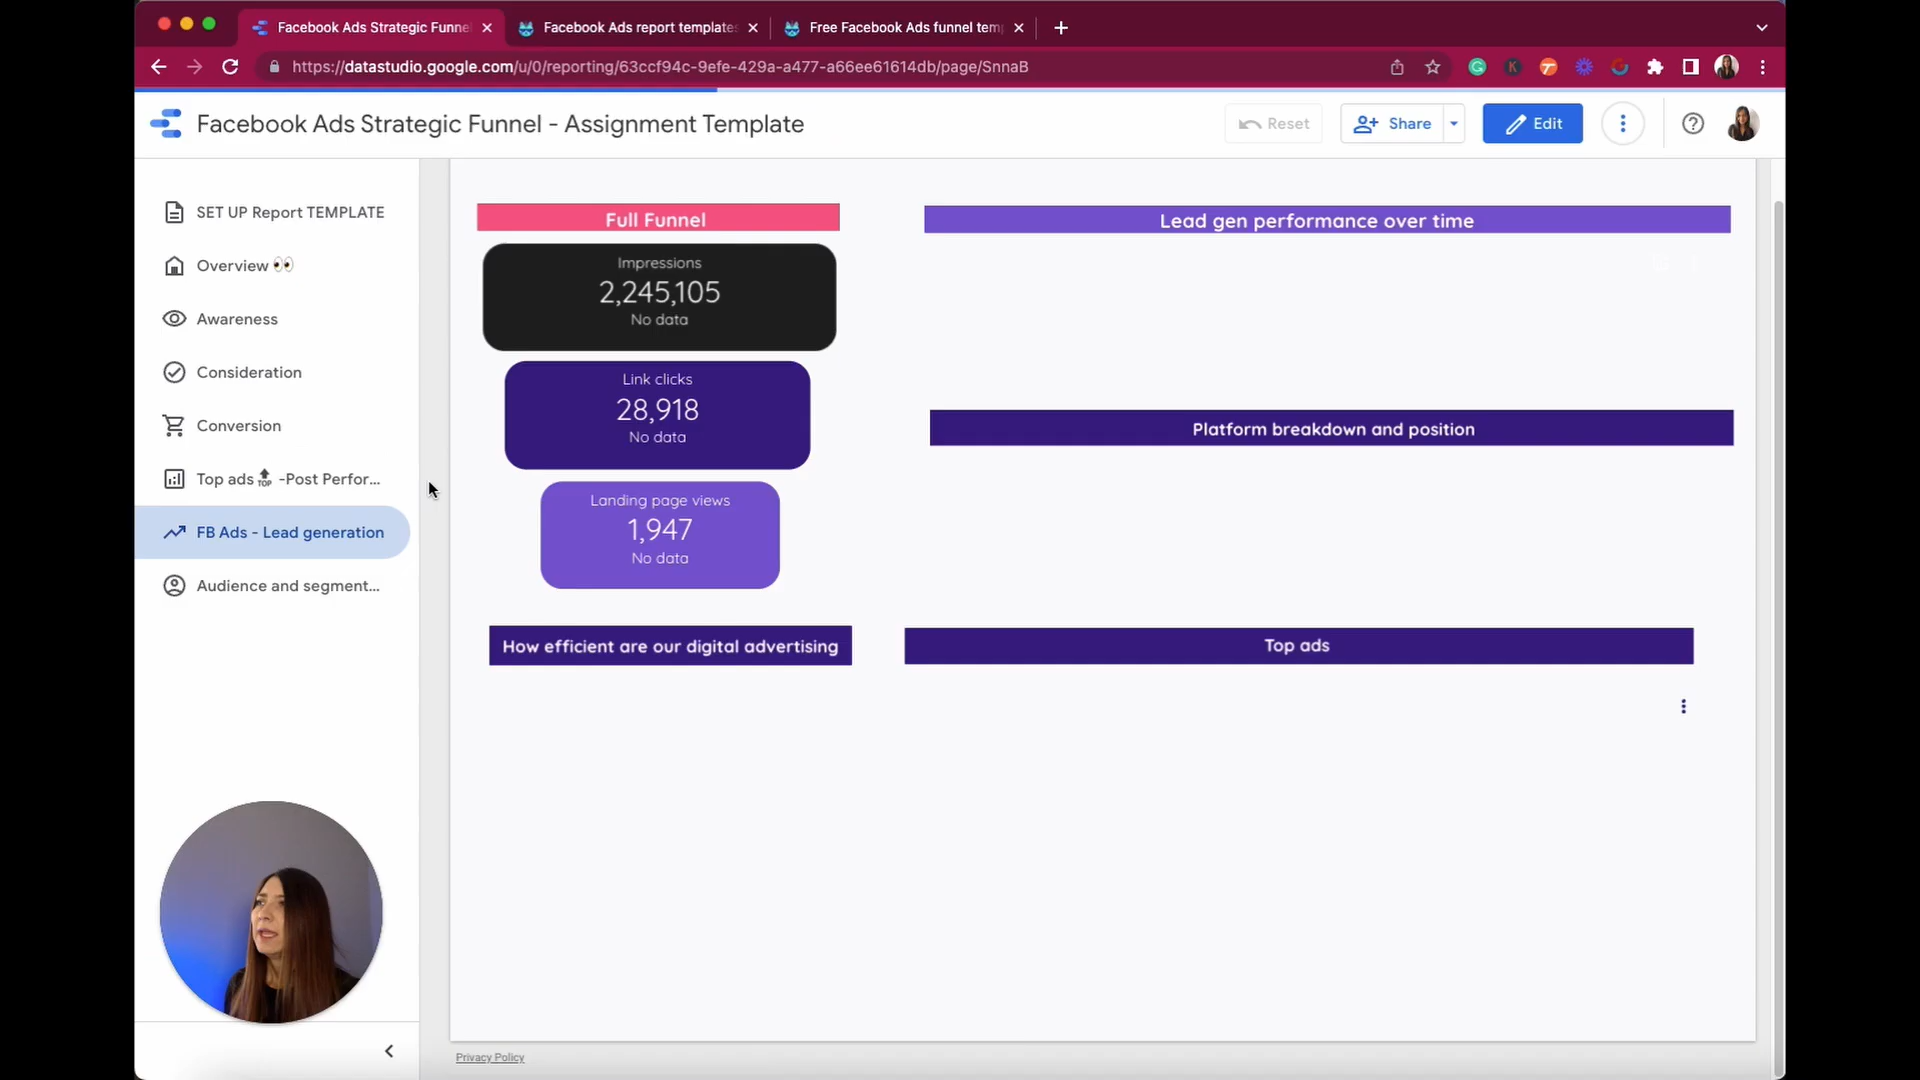 Facebook Ads Strategic Funne
Facebook Ads report templates
Free Facebook Ads funnel tem
https://datastudio.google.com/u/0/reporting/63ccf94c-9efe-429a-a477-a66ee61614db/page/SnnaB
Facebook Ads Strategic Funnel - Assignment Template
Reset
Share
Edit
SET UP Report TEMPLATE
Overview 👀
Awareness
Consideration
Conversion
Top ads🔝 -Post Perfor...
FB Ads - Lead generation
Audience and segment...
Full Funnel
Impressions
2,245,105
No data
Link clicks
28,918
No data
Landing page views
1,947
No data
How efficient are our digital advertising
Lead gen performance over time
Platform breakdown and position
Top ads
Privacy Policy